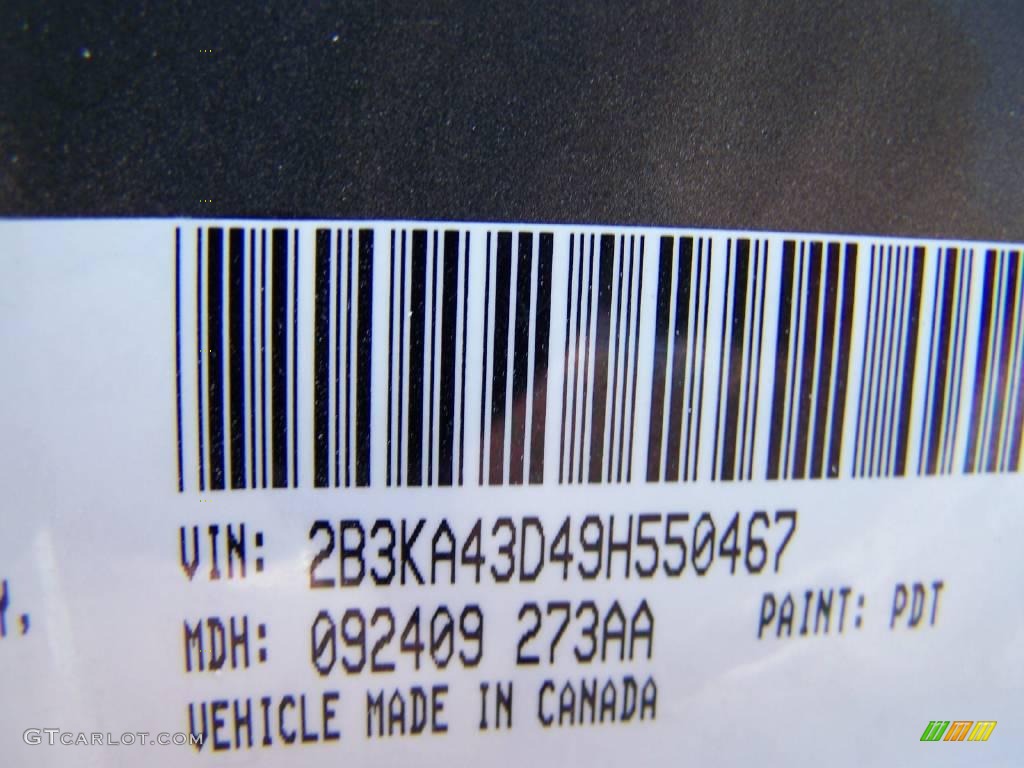 VIN: 2B3KA43D49H550467
MDH: 092409 273AA PAINT: PDT
VEHICLE MADE IN CANADA
GTCARLOT.COM